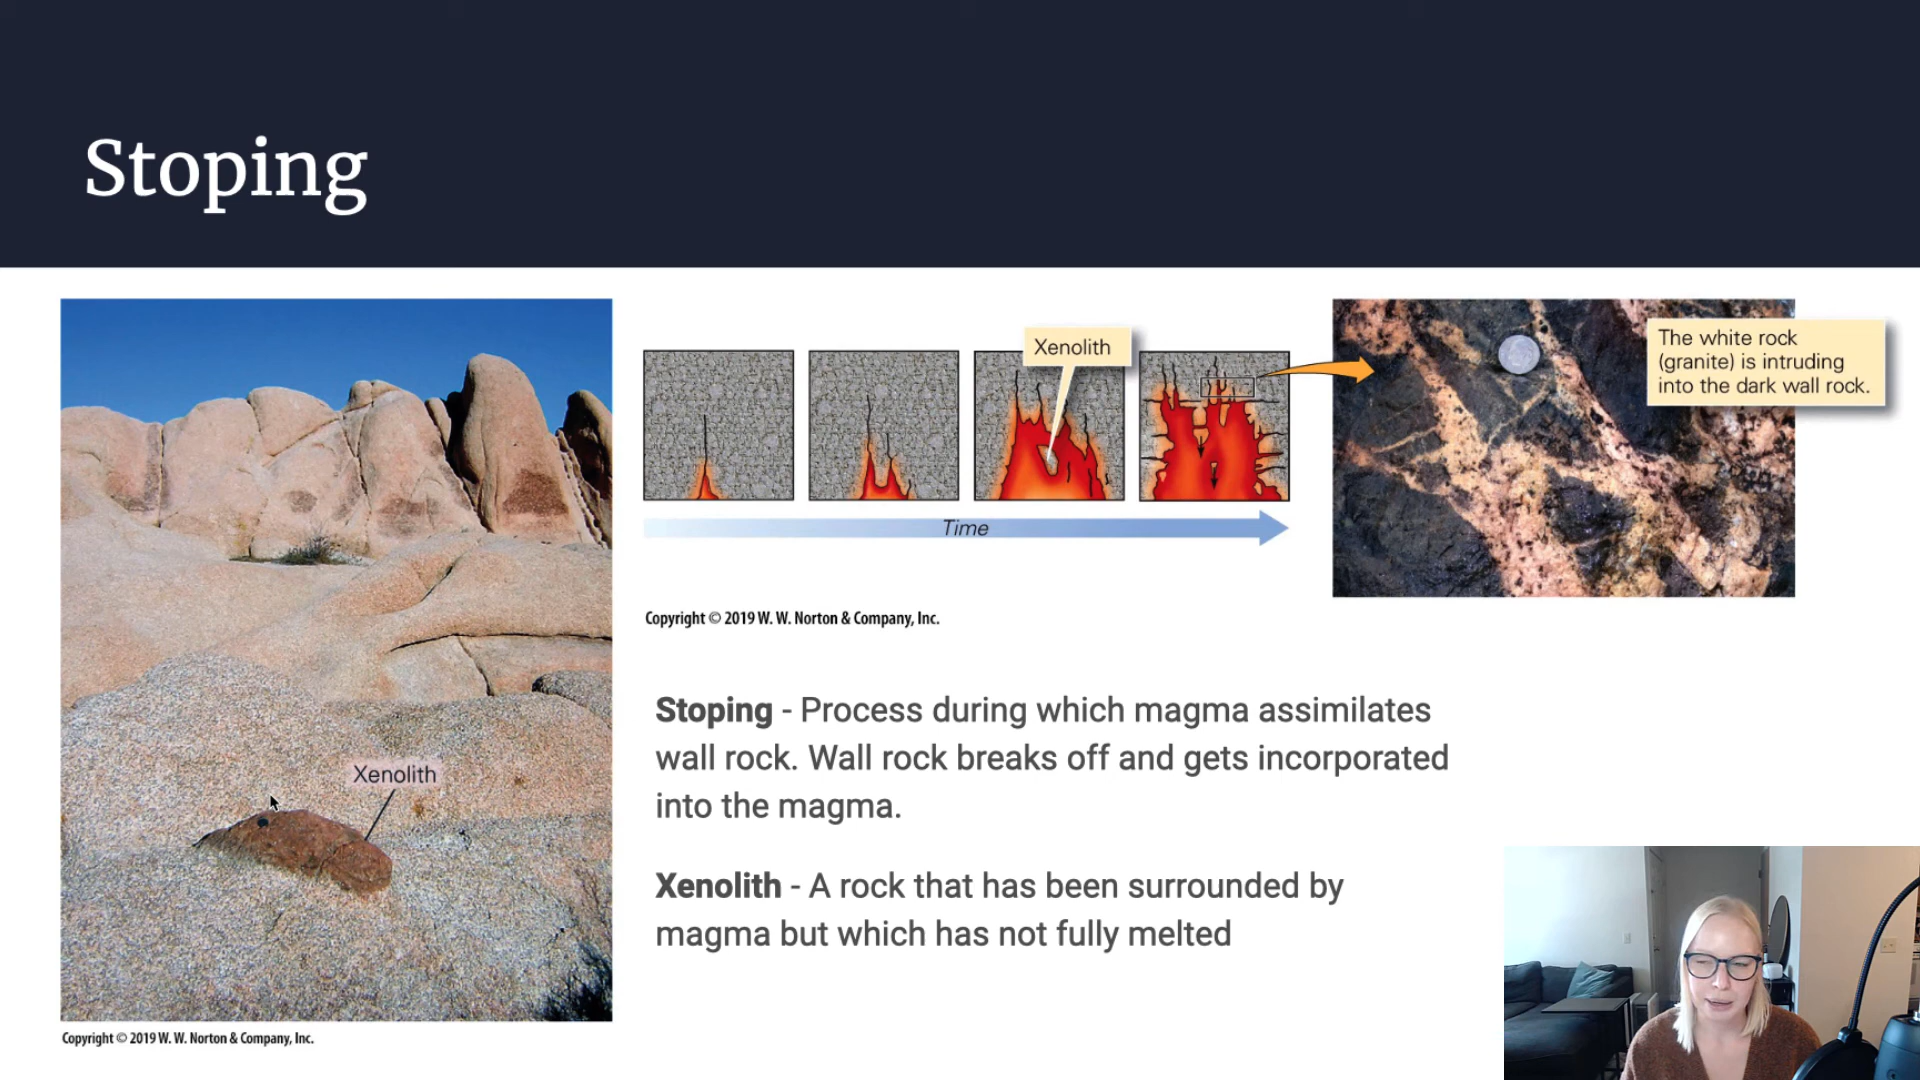 Stoping
Xenolith
The white rock
(granite) is intruding
into the dark wall rock.
Time
Copyright © 2019 W. W. Norton & Company, Inc.
Stoping - Process during which magma assimilates
wall rock. Wall rock breaks off and gets incorporated
into the magma.
Xenolith
Xenolith - A rock that has been surrounded by
magma but which has not fully melted
Copyright © 2019 W. W. Norton & Company, Inc.